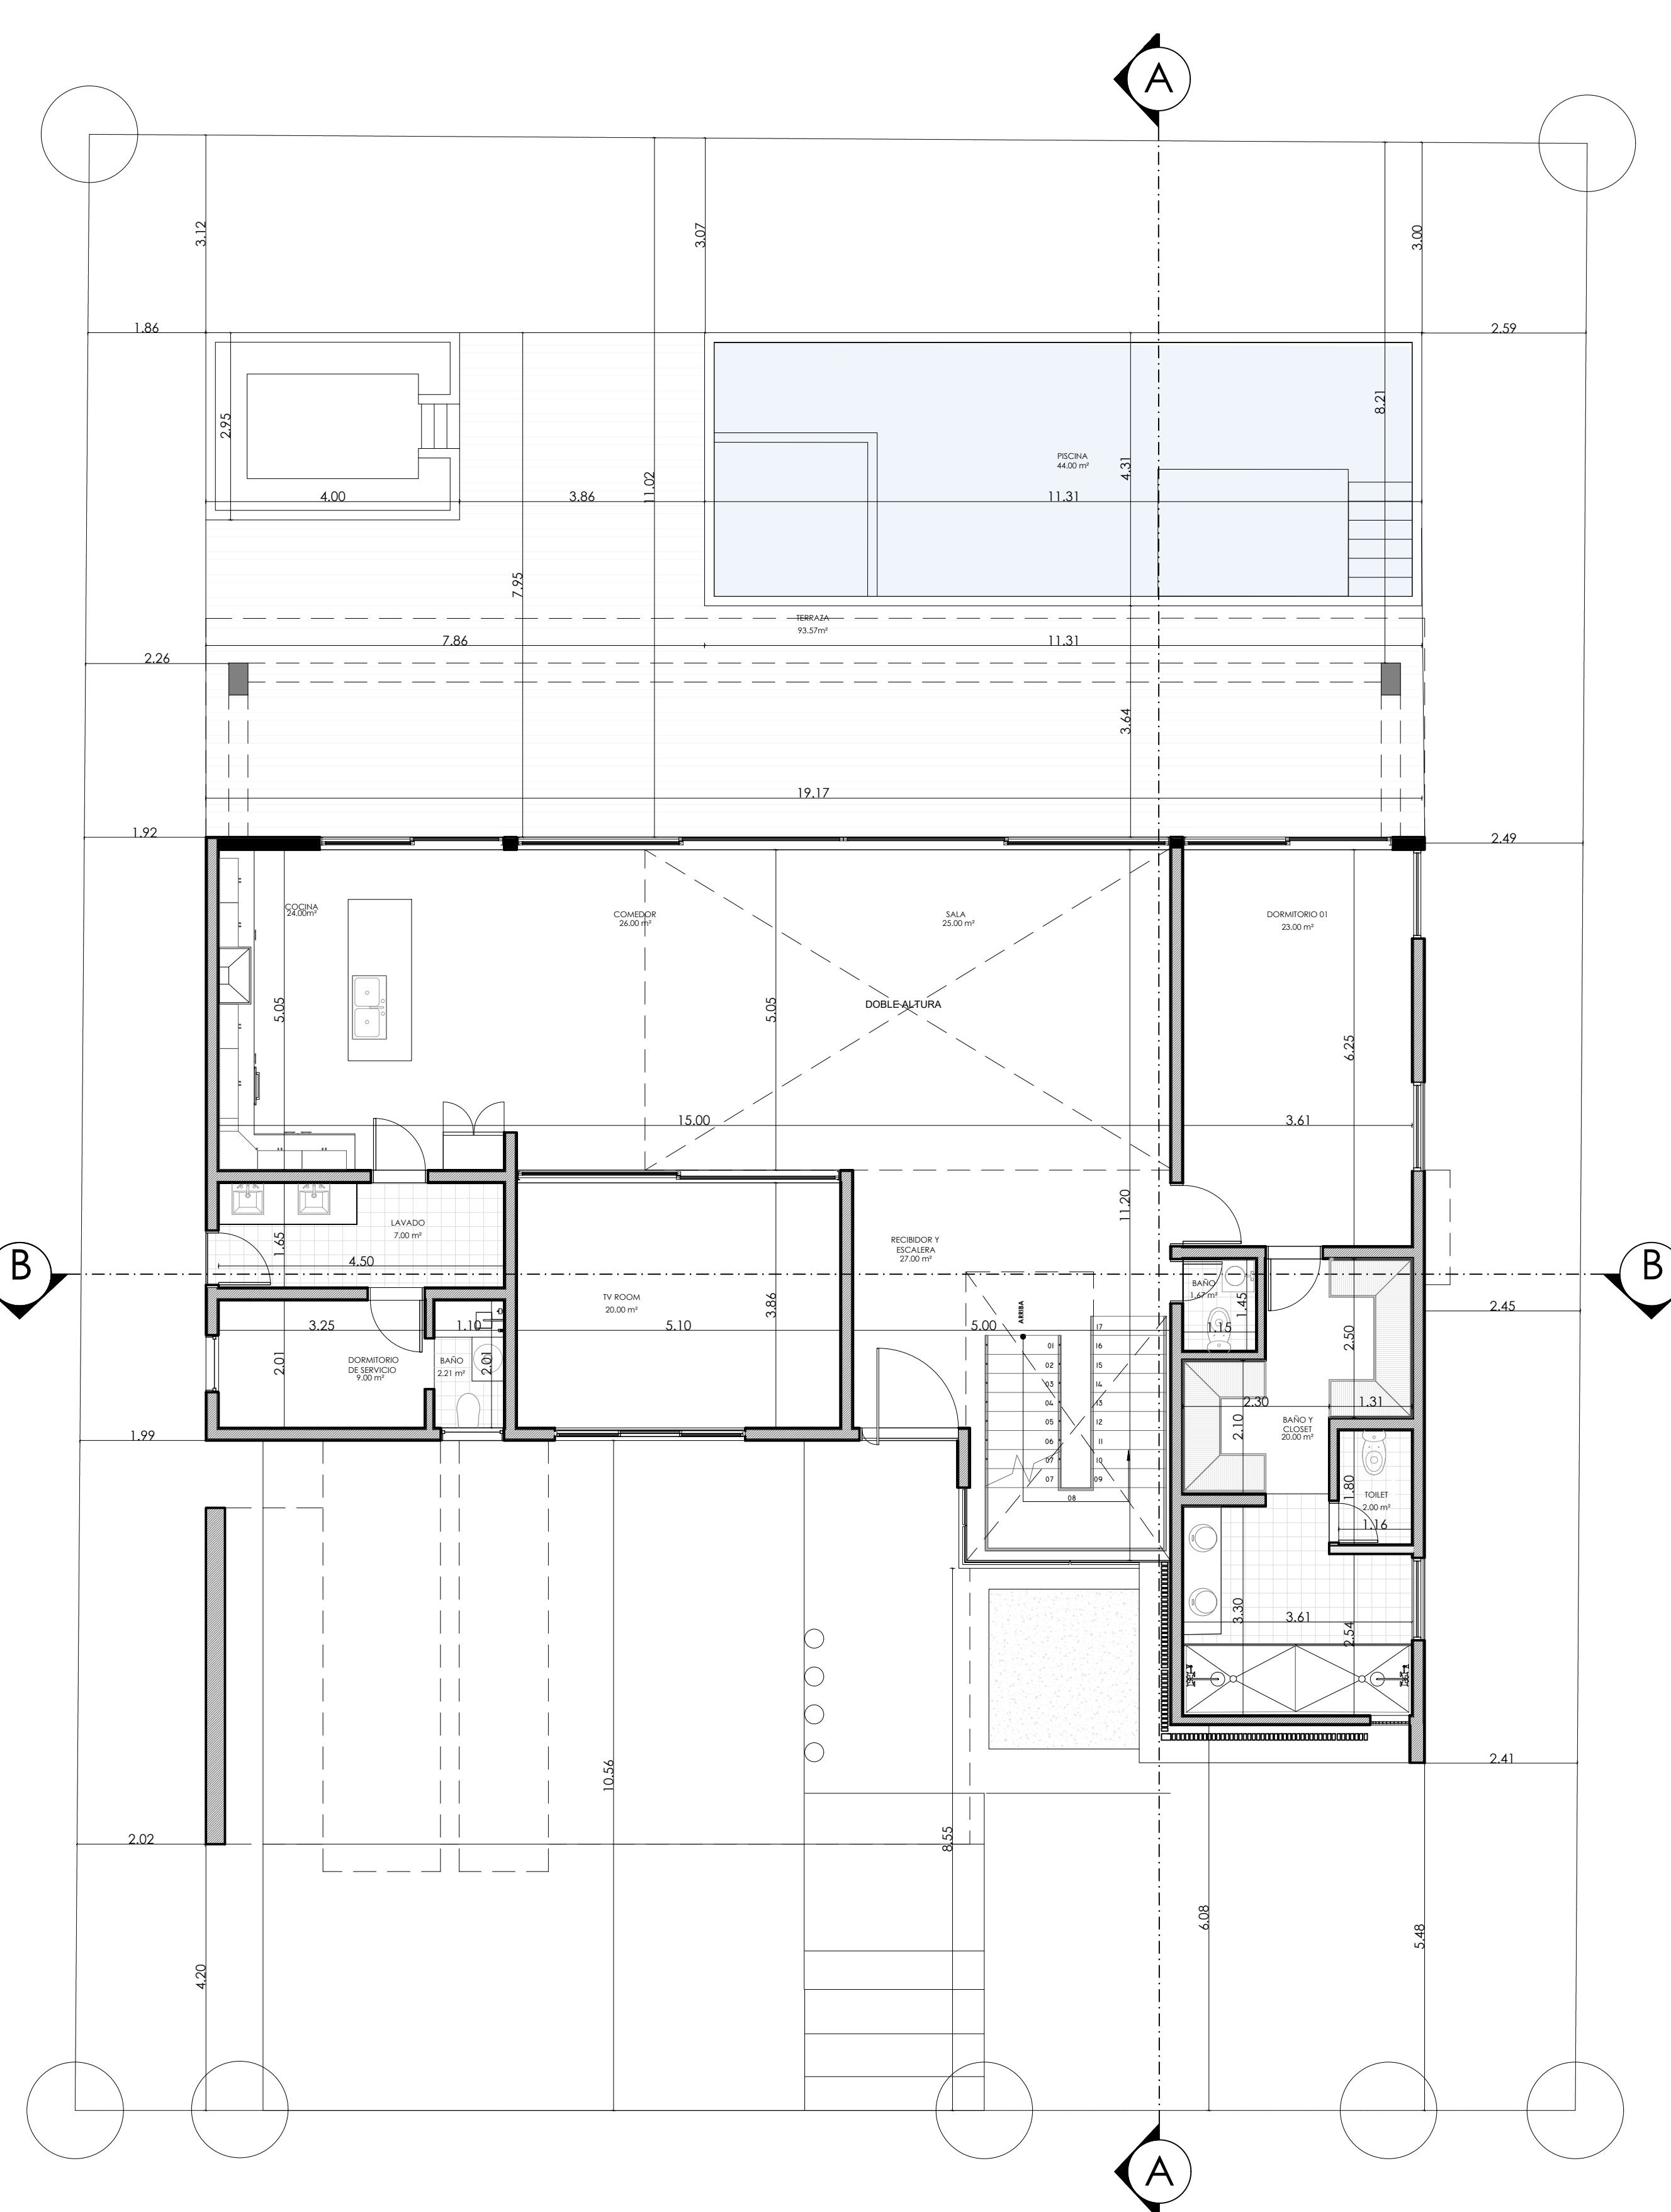 A
3.12
3.07
3.00
1.86
2.59
2.95
8.21
PISCINA
44.00 m²
4.31
11.02
4.00
3.86
11.31
7.95
TERRAZA
93.57m²
7.86
11.31
2.26
3.64
19.17
1.92
2.49
COCINA
24.00m²
COMEDOR
26.00 m²
SALA
25.00 m²
DORMITORIO 01
23.00 m²
5.05
5.05
DOBLE ALTURA
6.25
15.00
3.61
11.20
LAVADO
7.00 m²
1.65
4.50
RECIBIDOR Y
ESCALERA
27.00 m²
B
B
BAÑO
1.67 m²
1.45
1.15
TV ROOM
20.00 m²
3.86
ARRIBA
2.45
3.25
1.10
5.10
5.00
2.01
DORMITORIO
DE SERVICIO
9.00 m²
BAÑO
2.21 m²
2.01
17
01 16
02 15
03 14
04 13
05 12
06 11
07 10
07 09
08
2.50
2.30
1.31
2.10
BAÑO Y
CLOSET
20.00 m²
1.99
1.80
TOILET
2.00 m²
1.16
3.30
3.61
2.54
2.41
10.56
2.02
8.55
6.08
5.48
4.20
A